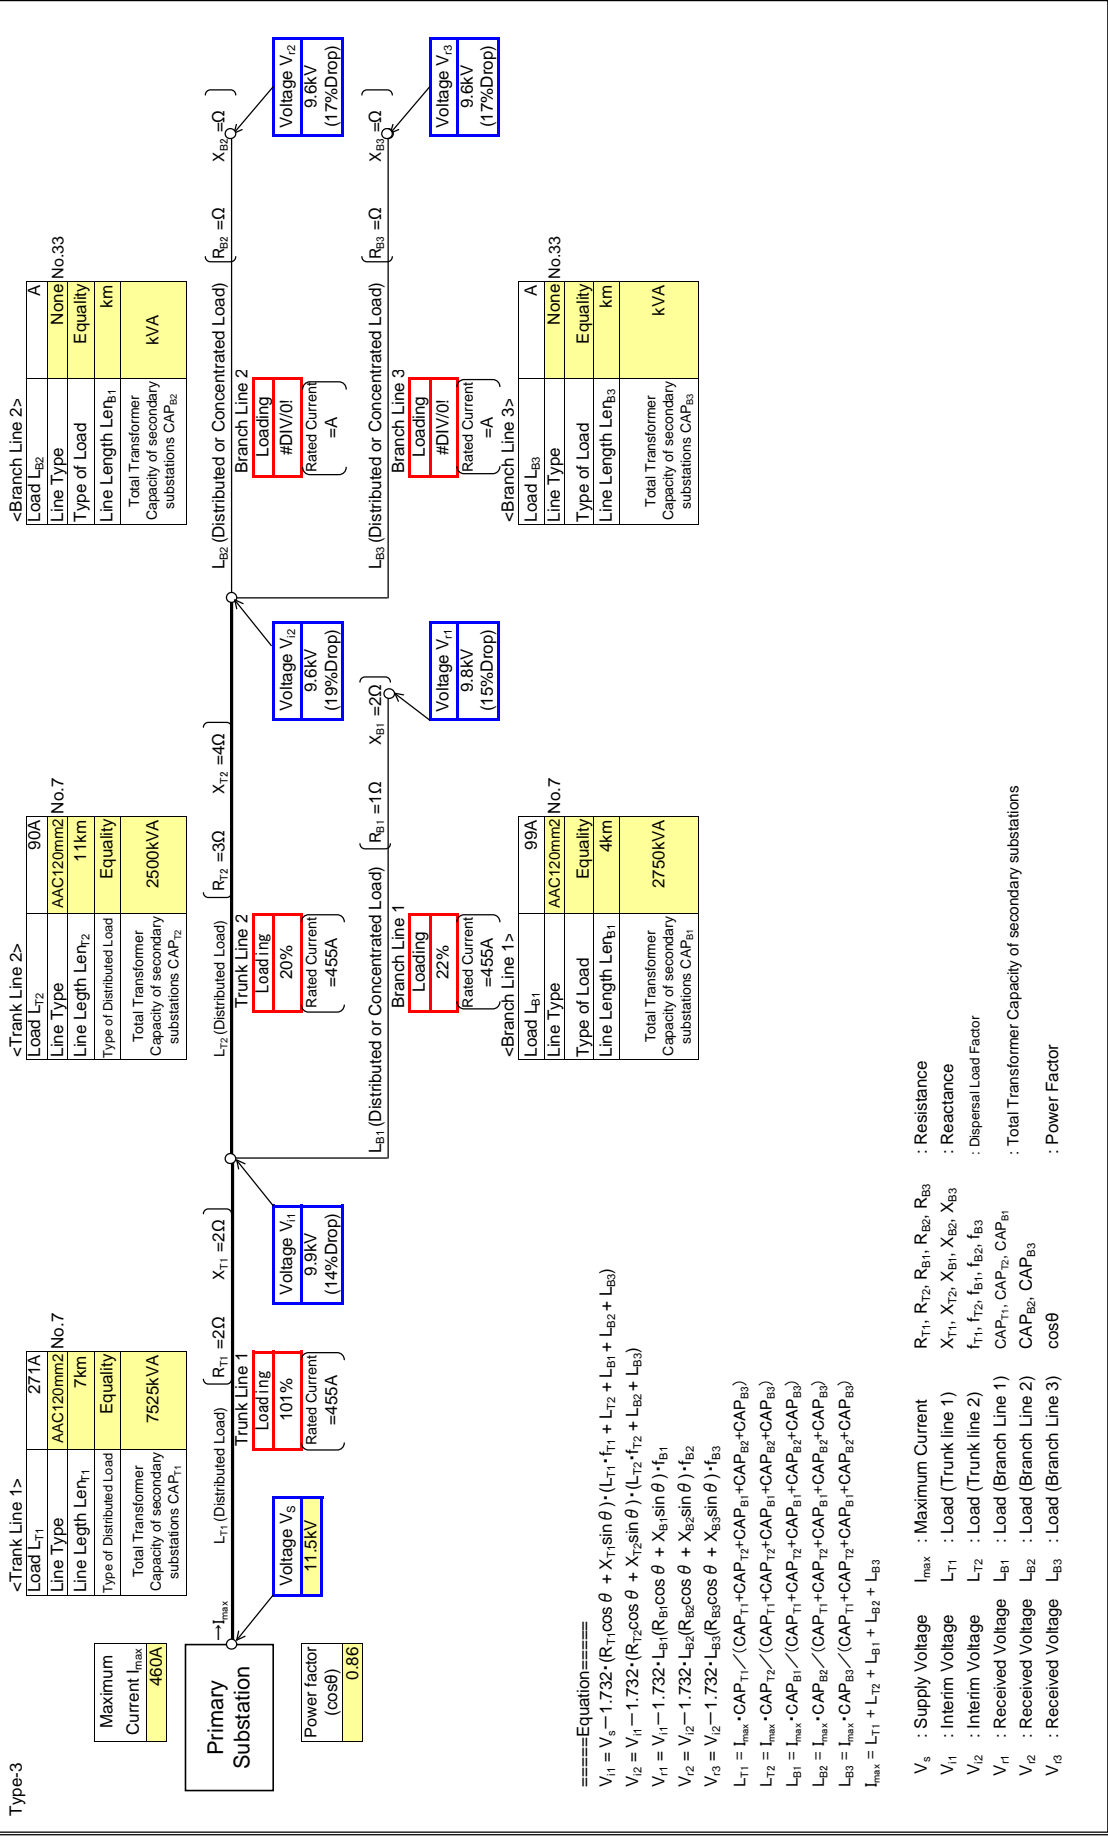 Type-3
Maximum
Current Imax
460A
Primary
Substation
→Imax
Power factor
(cosθ)
0.86
Voltage VS
11.5kV
<Trank Line 1>
Load LT1 271A
Line Type AAC120mm2 No.7
Line Length LenT1 7km
Type of Distributed Load Equality
Total Transformer
Capacity of secondary
substations CAPT1
7525kVA
LT1 (Distributed Load)
RT1 =2Ω XT1 =2Ω
Trunk Line 1
Loading
101%
Rated Current
=455A
Voltage Vi1
9.9kV
(14%Drop)
<Trank Line 2>
Load LT2 90A
Line Type AAC120mm2 No.7
Line Legth LenT2 11km
Type of Distributed Load Equality
Total Transformer
Capacity of secondary
substations CAPT2
2500kVA
LT2 (Distributed Load)
RT2 =3Ω XT2 =4Ω
Trunk Line 2
Loading
20%
Rated Current
=455A
Voltage Vi2
9.6kV
(19%Drop)
LB1 (Distributed or Concentrated Load)
RB1 =1Ω XB1 =2Ω
Branch Line 1
Loading
22%
Rated Current
=455A
Voltage Vr1
9.8kV
(15%Drop)
<Branch Line 1>
Load LB1 99A
Line Type AAC120mm2 No.7
Type of Load Equality
Line Length LenB1 4km
Total Transformer
Capacity of secondary
substations CAPB1
2750kVA
<Branch Line 2>
Load LB2 A
Line Type None No.33
Type of Load Equality
Line Length LenB1 km
Total Transformer
Capacity of secondary
substations CAPB2
kVA
LB2 (Distributed or Concentrated Load)
RB2 =Ω XB2 =Ω
Branch Line 2
Loading
#DIV/0!
Rated Current
=A
Voltage Vr2
9.6kV
(17%Drop)
LB3 (Distributed or Concentrated Load)
RB3 =Ω XB3 =Ω
Branch Line 3
Loading
#DIV/0!
Rated Current
=A
Voltage Vr3
9.6kV
(17%Drop)
<Branch Line 3>
Load LB3 A
Line Type None No.33
Type of Load Equality
Line Length LenB3 km
Total Transformer
Capacity of secondary
substations CAPB3
kVA
=====Equation=====
Vi1 = Vs−1.732・(RT1cos θ + XT1sin θ)・(LT1・fT1 + LT2 + LB1 + LB2 + LB3)
Vi2 = Vi1−1.732・(RT2cos θ + XT2sin θ)・(LT2・fT2 + LB2 + LB3)
Vr1 = Vi1−1.732・LB1(RB1cos θ + XB1sin θ)・fB1
Vr2 = Vi2−1.732・LB2(RB2cos θ + XB2sin θ)・fB2
Vr3 = Vi2−1.732・LB3(RB3cos θ + XB3sin θ)・fB3
LT1 = Imax・CAPT1／(CAPT1+CAPT2+CAPB1+CAPB2+CAPB3)
LT2 = Imax・CAPT2／(CAPT1+CAPT2+CAPB1+CAPB2+CAPB3)
LB1 = Imax・CAPB1／(CAPT1+CAPT2+CAPB1+CAPB2+CAPB3)
LB2 = Imax・CAPB2／(CAPT1+CAPT2+CAPB1+CAPB2+CAPB3)
LB3 = Imax・CAPB3／(CAPT1+CAPT2+CAPB1+CAPB2+CAPB3)
Imax = LT1 + LT2 + LB1 + LB2 + LB3
Vs : Supply Voltage Imax : Maximum Current RT1, RT2, RB1, RB2, RB3 : Resistance
Vi1 : Interim Voltage LT1 : Load (Trunk line 1) XT1, XT2, XB1, XB2, XB3 : Reactance
Vi2 : Interim Voltage LT2 : Load (Trunk line 2) fT1, fT2, fB1, fB2, fB3 : Dispersal Load Factor
Vr1 : Received Voltage LB1 : Load (Branch Line 1) CAPT1, CAPT2, CAPB1 : Total Transformer Capacity of secondary substations
Vr2 : Received Voltage LB2 : Load (Branch Line 2) CAPB2, CAPB3
Vr3 : Received Voltage LB3 : Load (Branch Line 3) cosθ : Power Factor